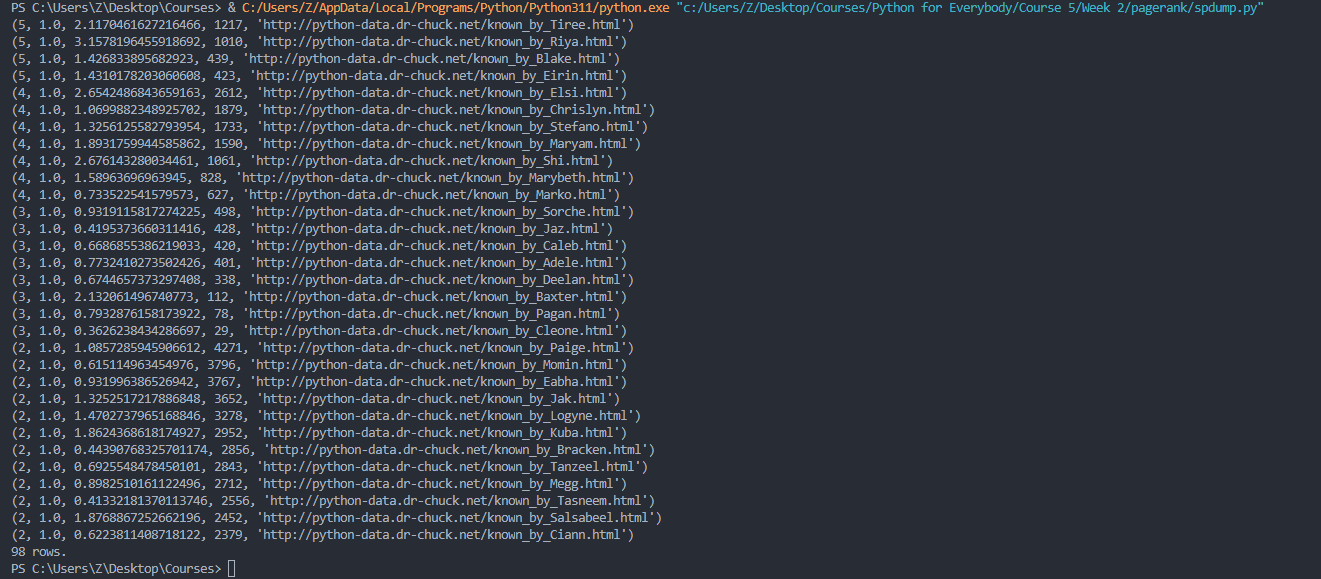 PS C:\Users\Z\Desktop\Courses> & C:/Users/Z/AppData/Local/Programs/Python/Python311/python.exe "c:/Users/Z/Desktop/Courses/Python for Everybody/Course 5/Week 2/pagerank/spdump.py"
(5, 1.0, 2.1170461627216466, 1217, 'http://python-data.dr-chuck.net/known_by_Tiree.html')
(5, 1.0, 3.1578196455918692, 1010, 'http://python-data.dr-chuck.net/known_by_Riya.html')
(5, 1.0, 1.426833895682923, 439, 'http://python-data.dr-chuck.net/known_by_Blake.html')
(5, 1.0, 1.4310178203060608, 423, 'http://python-data.dr-chuck.net/known_by_Eirin.html')
(4, 1.0, 2.6542486843659163, 2612, 'http://python-data.dr-chuck.net/known_by_Elsi.html')
(4, 1.0, 1.0699882348925702, 1879, 'http://python-data.dr-chuck.net/known_by_Chrislyn.html')
(4, 1.0, 1.3256125582793954, 1733, 'http://python-data.dr-chuck.net/known_by_Stefano.html')
(4, 1.0, 1.8931759944585862, 1590, 'http://python-data.dr-chuck.net/known_by_Maryam.html')
(4, 1.0, 2.676143280034461, 1061, 'http://python-data.dr-chuck.net/known_by_Shi.html')
(4, 1.0, 1.58963696963945, 828, 'http://python-data.dr-chuck.net/known_by_Marybeth.html')
(4, 1.0, 0.733522541579573, 627, 'http://python-data.dr-chuck.net/known_by_Marko.html')
(3, 1.0, 0.9319115817274225, 498, 'http://python-data.dr-chuck.net/known_by_Sorche.html')
(3, 1.0, 0.4195373660311416, 428, 'http://python-data.dr-chuck.net/known_by_Jaz.html')
(3, 1.0, 0.6686855386219033, 420, 'http://python-data.dr-chuck.net/known_by_Caleb.html')
(3, 1.0, 0.7732410273502426, 401, 'http://python-data.dr-chuck.net/known_by_Adele.html')
(3, 1.0, 0.6744657373297408, 338, 'http://python-data.dr-chuck.net/known_by_Deelan.html')
(3, 1.0, 2.132061496740773, 112, 'http://python-data.dr-chuck.net/known_by_Baxter.html')
(3, 1.0, 0.7932876158173922, 78, 'http://python-data.dr-chuck.net/known_by_Pagan.html')
(3, 1.0, 0.3626238434286697, 29, 'http://python-data.dr-chuck.net/known_by_Cleone.html')
(2, 1.0, 1.0857285945906612, 4271, 'http://python-data.dr-chuck.net/known_by_Paige.html')
(2, 1.0, 0.615114963454976, 3796, 'http://python-data.dr-chuck.net/known_by_Momin.html')
(2, 1.0, 0.931996386526942, 3767, 'http://python-data.dr-chuck.net/known_by_Eabha.html')
(2, 1.0, 1.3252517217886848, 3652, 'http://python-data.dr-chuck.net/known_by_Jak.html')
(2, 1.0, 1.4702737965168846, 3278, 'http://python-data.dr-chuck.net/known_by_Logyne.html')
(2, 1.0, 1.8624368618174927, 2952, 'http://python-data.dr-chuck.net/known_by_Kuba.html')
(2, 1.0, 0.44390768325701174, 2856, 'http://python-data.dr-chuck.net/known_by_Bracken.html')
(2, 1.0, 0.6925548478450101, 2843, 'http://python-data.dr-chuck.net/known_by_Tanzeel.html')
(2, 1.0, 0.8982510161122496, 2712, 'http://python-data.dr-chuck.net/known_by_Megg.html')
(2, 1.0, 0.41332181370113746, 2556, 'http://python-data.dr-chuck.net/known_by_Tasneem.html')
(2, 1.0, 1.8768867252662196, 2452, 'http://python-data.dr-chuck.net/known_by_Salsabeel.html')
(2, 1.0, 0.6223811408718122, 2379, 'http://python-data.dr-chuck.net/known_by_Ciann.html')
98 rows.
PS C:\Users\Z\Desktop\Courses>